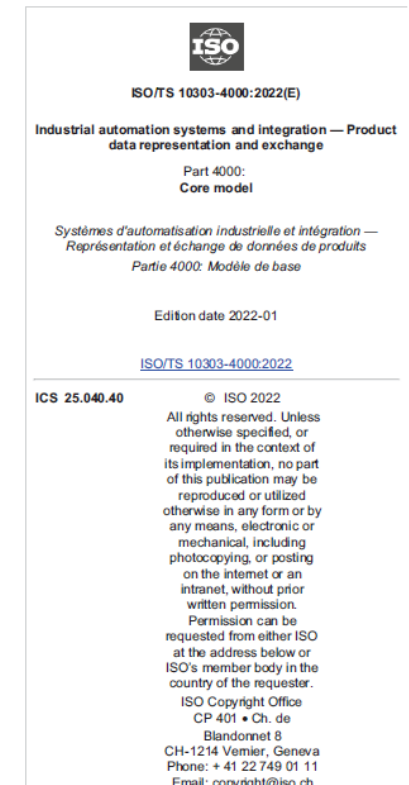 ISO
ISO/TS 10303-4000:2022(E)
Industrial automation systems and integration — Product
data representation and exchange
Part 4000:
Core model
Systèmes d'automatisation industrielle et intégration —
Représentation et échange de données de produits
Partie 4000: Modèle de base
Edition date 2022-01
ISO/TS 10303-4000:2022
ICS 25.040.40
© ISO 2022
All rights reserved. Unless
otherwise specified, or
required in the context of
its implementation, no part
of this publication may be
reproduced or utilized
otherwise in any form or by
any means, electronic or
mechanical, including
photocopying, or posting
on the internet or an
intranet, without prior
written permission.
Permission can be
requested from either ISO
at the address below or
ISO's member body in the
country of the requester.
ISO Copyright Office
CP 401 • Ch. de
Blandonnet 8
CH-1214 Vernier, Geneva
Phone: + 41 22 749 01 11
Email: copyright@iso.ch